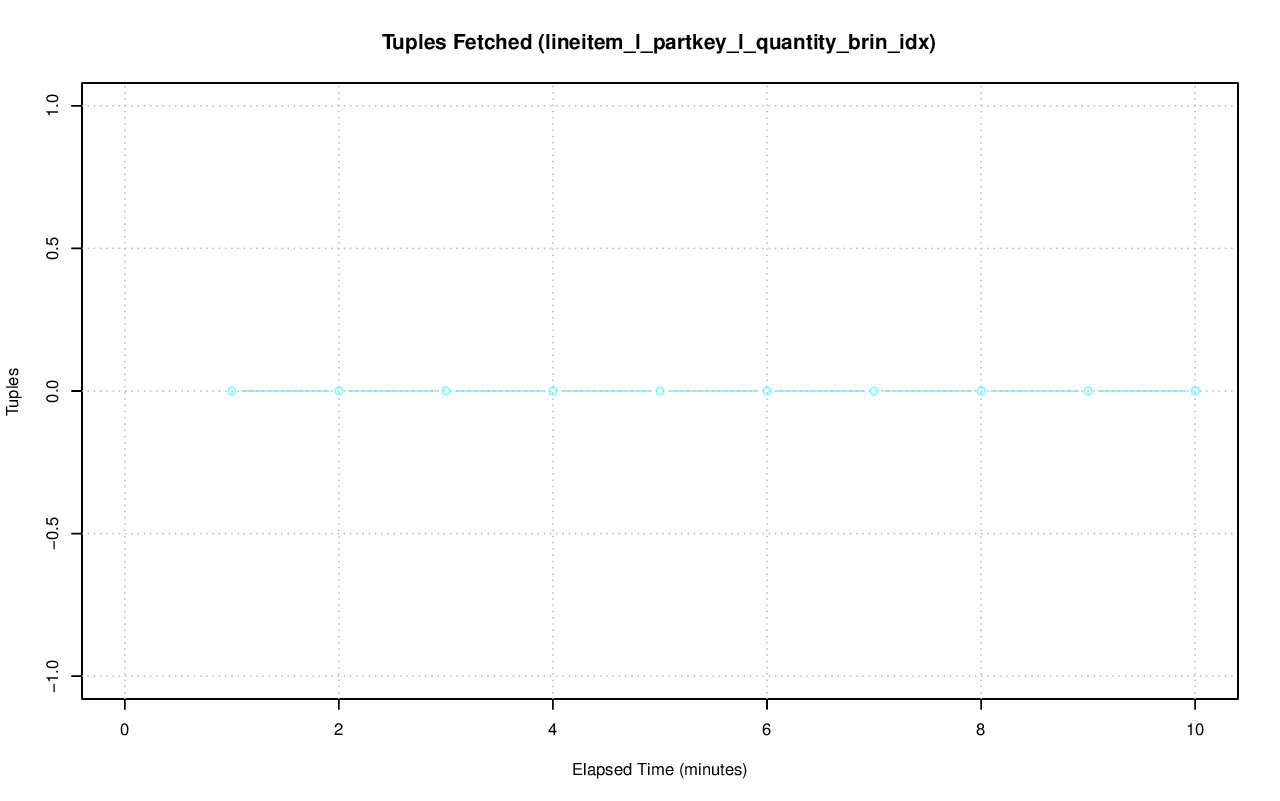 Tuples Fetched (lineitem_l_partkey_l_quantity_brin_idx)
1.0
0.5
0.0
−0.5
−1.0
Tuples
0 2 4 6 8 10
Elapsed Time (minutes)